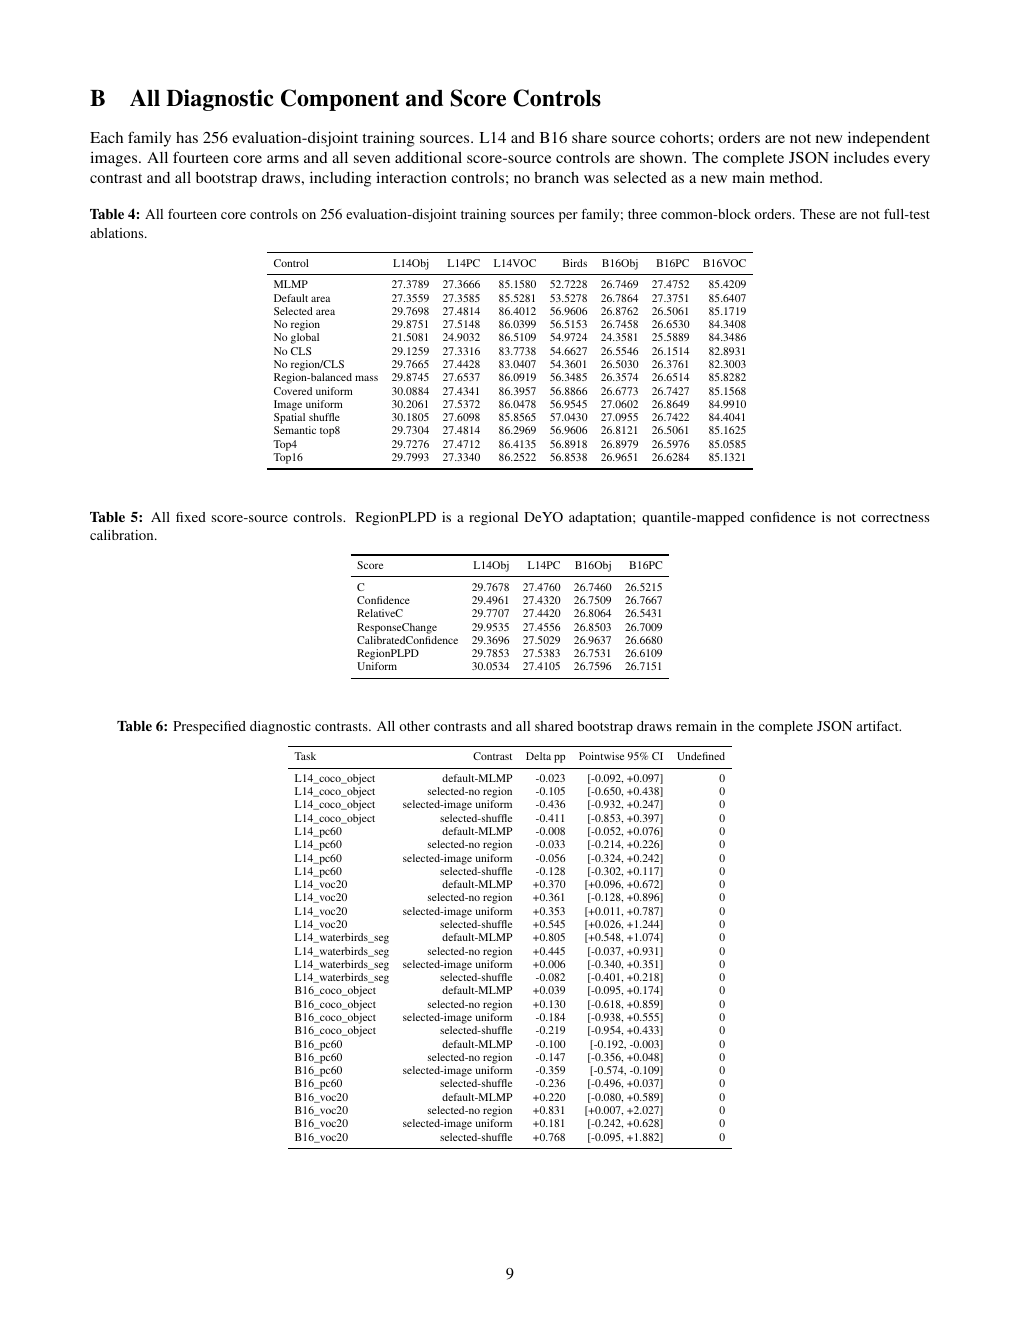 B All Diagnostic Component and Score Controls
Each family has 256 evaluation-disjoint training sources. L14 and B16 share source cohorts; orders are not new independent
images. All fourteen core arms and all seven additional score-source controls are shown. The complete JSON includes every
contrast and all bootstrap draws, including interaction controls; no branch was selected as a new main method.
Table 4: All fourteen core controls on 256 evaluation-disjoint training sources per family; three common-block orders. These are not full-test
ablations.
Control L14Obj L14PC L14VOC Birds B16Obj B16PC B16VOC
MLMP 27.3789 27.3666 85.1580 52.7228 26.7469 27.4752 85.4209
Default area 27.3559 27.3585 85.5281 53.5278 26.7864 27.3751 85.6407
Selected area 29.7698 27.4814 86.4012 56.9606 26.8762 26.5061 85.1719
No region 29.8751 27.5148 86.0399 56.5153 26.7458 26.6530 84.3408
No global 21.5081 24.9032 86.5109 54.9724 24.3581 25.5889 84.3486
No CLS 29.1259 27.3316 83.7738 54.6627 26.5546 26.1514 82.8931
No region/CLS 29.7665 27.4428 83.0407 54.3601 26.5030 26.3761 82.3003
Region-balanced mass 29.8745 27.6537 86.0919 56.3485 26.3574 26.6514 85.8282
Covered uniform 30.0884 27.4341 86.3957 56.8866 26.6773 26.7427 85.1568
Image uniform 30.2061 27.5372 86.0478 56.9545 27.0602 26.8649 84.9910
Spatial shuffle 30.1805 27.6098 85.8565 57.0430 27.0955 26.7422 84.4041
Semantic top8 29.7304 27.4814 86.2969 56.9606 26.8121 26.5061 85.1625
Top4 29.7276 27.4712 86.4135 56.8918 26.8979 26.5976 85.0585
Top16 29.7993 27.3340 86.2522 56.8538 26.9651 26.6284 85.1321
Table 5: All fixed score-source controls. RegionPLPD is a regional DeYO adaptation; quantile-mapped confidence is not correctness
calibration.
Score L14Obj L14PC B16Obj B16PC
C 29.7678 27.4760 26.7460 26.5215
Confidence 29.4961 27.4320 26.7509 26.7667
RelativeC 29.7707 27.4420 26.8064 26.5431
ResponseChange 29.9535 27.4556 26.8503 26.7009
CalibratedConfidence 29.3696 27.5029 26.9637 26.6680
RegionPLPD 29.7853 27.5383 26.7531 26.6109
Uniform 30.0534 27.4105 26.7596 26.7151
Table 6: Prespecified diagnostic contrasts. All other contrasts and all shared bootstrap draws remain in the complete JSON artifact.
Task Contrast Delta pp Pointwise 95% CI Undefined
L14_coco_object default-MLMP -0.023 [-0.092, +0.097] 0
L14_coco_object selected-no region -0.105 [-0.650, +0.438] 0
L14_coco_object selected-image uniform -0.436 [-0.932, +0.247] 0
L14_coco_object selected-shuffle -0.411 [-0.853, +0.397] 0
L14_pc60 default-MLMP -0.008 [-0.052, +0.076] 0
L14_pc60 selected-no region -0.033 [-0.214, +0.226] 0
L14_pc60 selected-image uniform -0.056 [-0.324, +0.242] 0
L14_pc60 selected-shuffle -0.128 [-0.302, +0.117] 0
L14_voc20 default-MLMP +0.370 [+0.096, +0.672] 0
L14_voc20 selected-no region +0.361 [-0.128, +0.896] 0
L14_voc20 selected-image uniform +0.353 [+0.011, +0.787] 0
L14_voc20 selected-shuffle +0.545 [+0.026, +1.244] 0
L14_waterbirds_seg default-MLMP +0.805 [+0.548, +1.074] 0
L14_waterbirds_seg selected-no region +0.445 [-0.037, +0.931] 0
L14_waterbirds_seg selected-image uniform +0.006 [-0.340, +0.351] 0
L14_waterbirds_seg selected-shuffle -0.082 [-0.401, +0.218] 0
B16_coco_object default-MLMP +0.039 [-0.095, +0.174] 0
B16_coco_object selected-no region +0.130 [-0.618, +0.859] 0
B16_coco_object selected-image uniform -0.184 [-0.938, +0.555] 0
B16_coco_object selected-shuffle -0.219 [-0.954, +0.433] 0
B16_pc60 default-MLMP -0.100 [-0.192, -0.003] 0
B16_pc60 selected-no region -0.147 [-0.356, +0.048] 0
B16_pc60 selected-image uniform -0.359 [-0.574, -0.109] 0
B16_pc60 selected-shuffle -0.236 [-0.496, +0.037] 0
B16_voc20 default-MLMP +0.220 [-0.080, +0.589] 0
B16_voc20 selected-no region +0.831 [+0.007, +2.027] 0
B16_voc20 selected-image uniform +0.181 [-0.242, +0.628] 0
B16_voc20 selected-shuffle +0.768 [-0.095, +1.882] 0
9